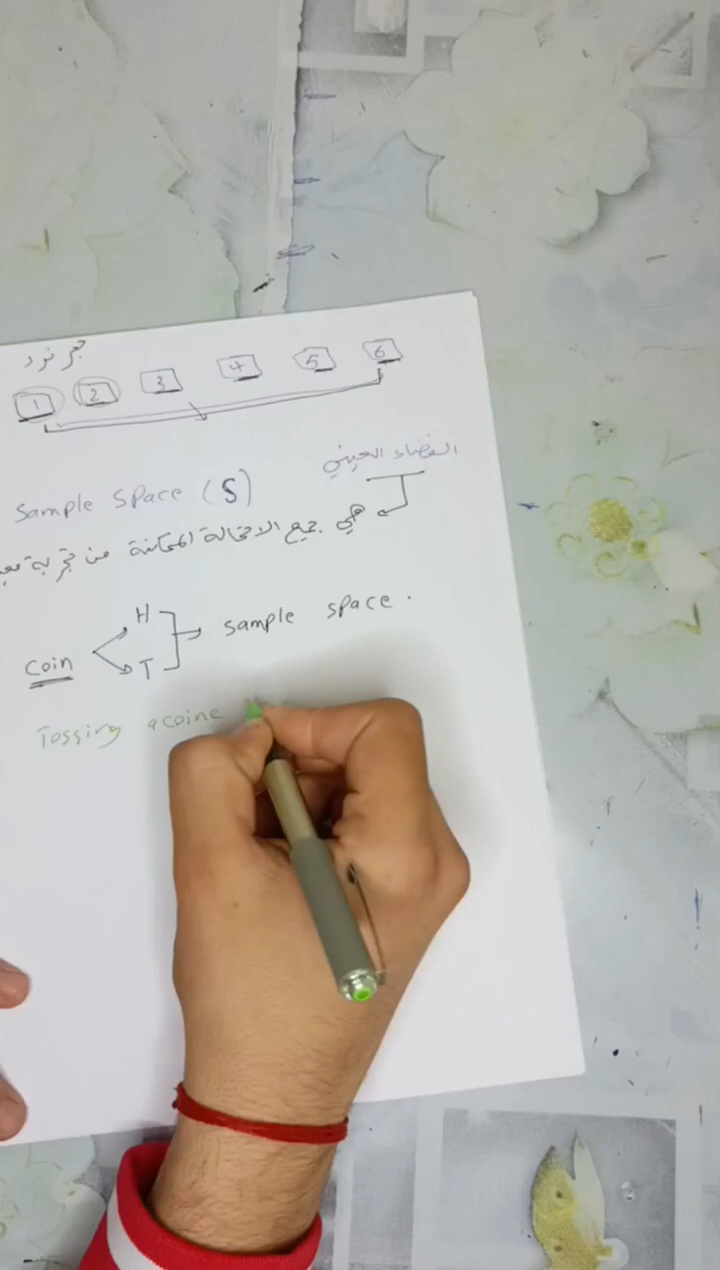 حجر نرد
1 2 3 4 5 6
الفضاء العيني
Sample Space (S)
هي جميع الاحتمالة الممكنة من تجربة
H
coin
T
sample space.
Tossing a coine